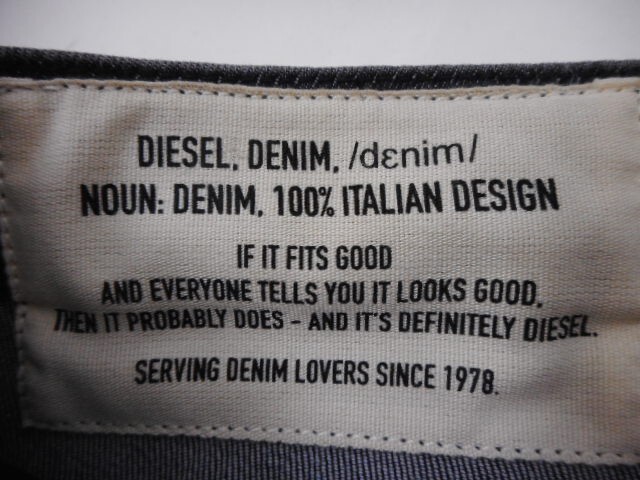 DIESEL, DENIM, /dɛnim/
NOUN: DENIM, 100% ITALIAN DESIGN
IF IT FITS GOOD
AND EVERYONE TELLS YOU IT LOOKS GOOD,
THEN IT PROBABLY DOES - AND IT'S DEFINITELY DIESEL.
SERVING DENIM LOVERS SINCE 1978.